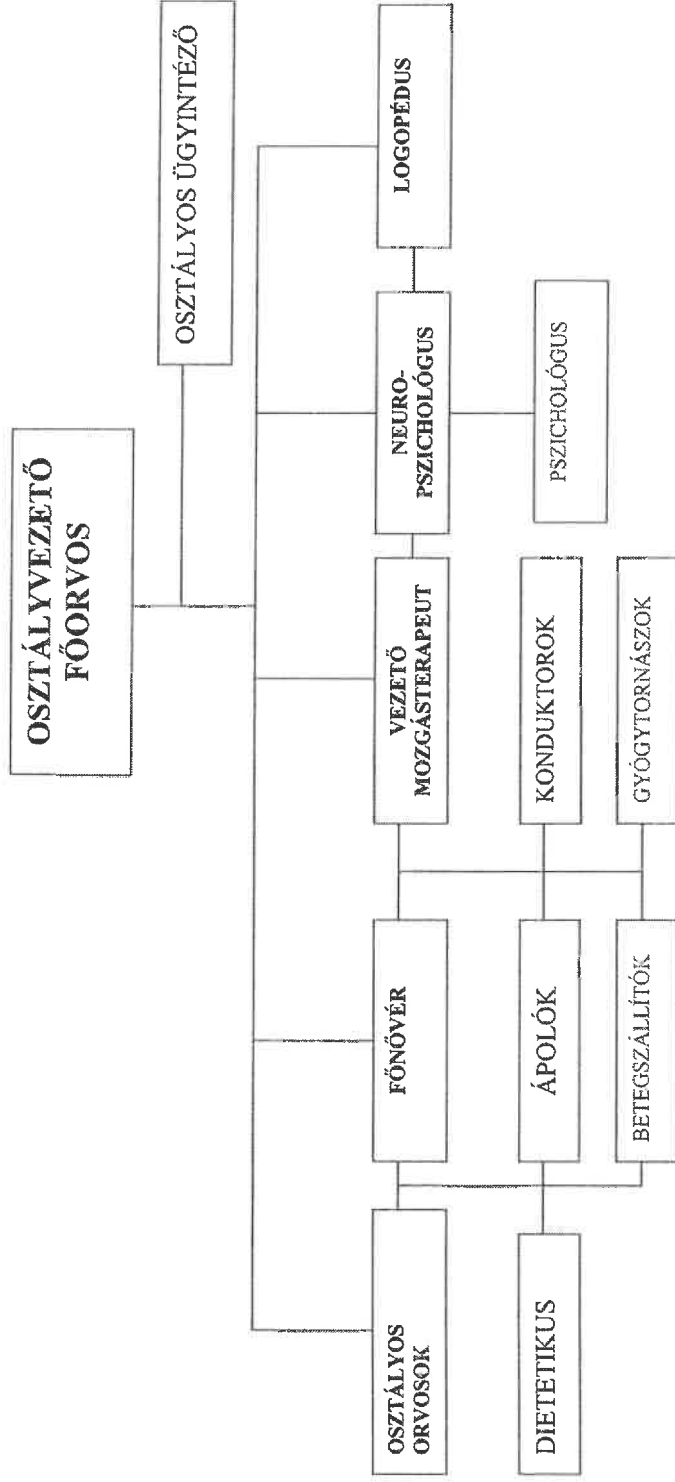 OSZTÁLYVEZETŐ
FŐORVOS
OSZTÁLYOS ÜGYINTÉZŐ
OSZTÁLYOS
ORVOSOK
FŐNŐVÉR
VEZETŐ
MOZGÁSTERAPEUT
NEURO-
PSZICHOLÓGUS
LOGOPÉDUS
DIETETIKUS
ÁPOLÓK
KONDUKTOROK
PSZICHOLÓGUS
BETEGSZÁLLÍTÓK
GYÓGYTORNÁSZOK